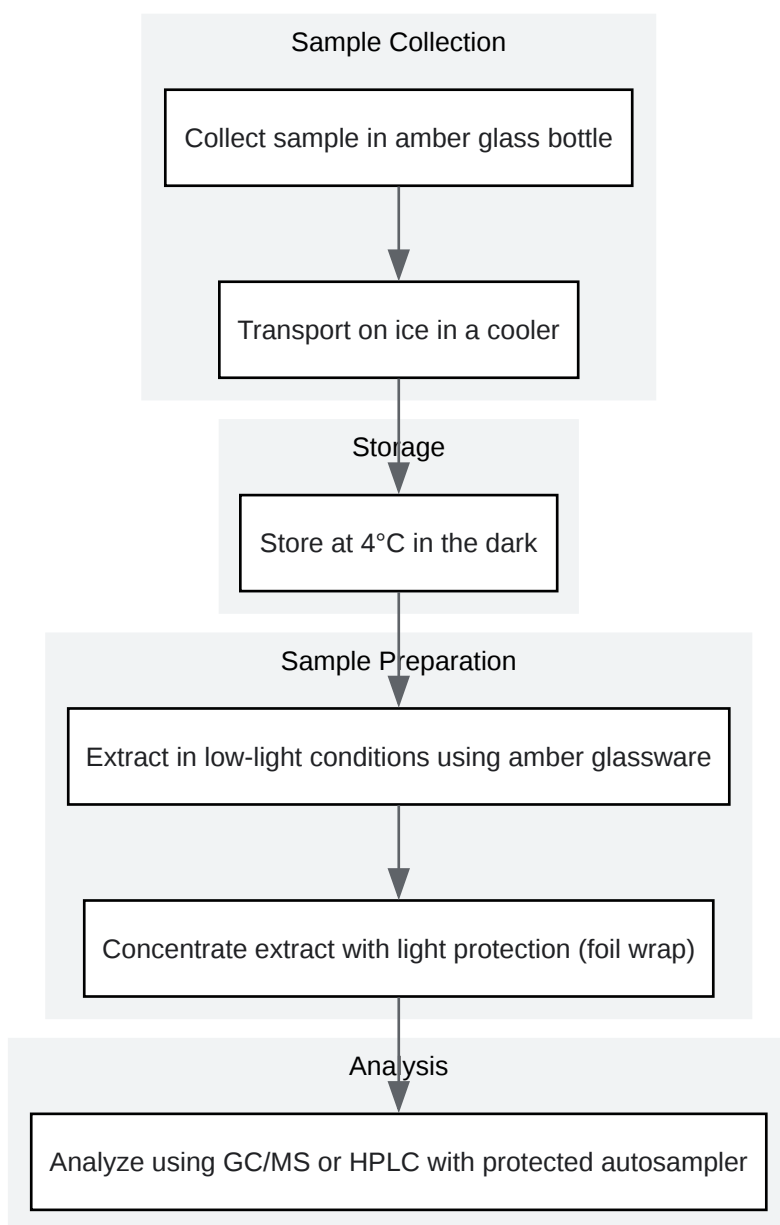 Sample Collection
Collect sample in amber glass bottle
Transport on ice in a cooler
Storage
Store at 4°C in the dark
Sample Preparation
Extract in low-light conditions using amber glassware
Concentrate extract with light protection (foil wrap)
Analysis
Analyze using GC/MS or HPLC with protected autosampler